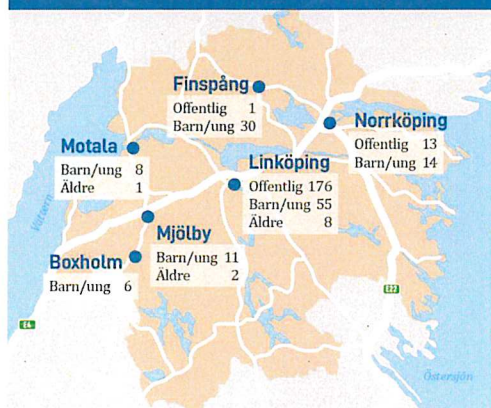 Finspång
Offentlig 1
Barn/ung 30
Norrköping
Offentlig 13
Barn/ung 14
Motala
Barn/ung 8
Äldre 1
Linköping
Offentlig 176
Barn/ung 55
Äldre 8
Mjölby
Barn/ung 11
Äldre 2
Boxholm
Barn/ung 6
Vättern
E4
E22
Östersjön